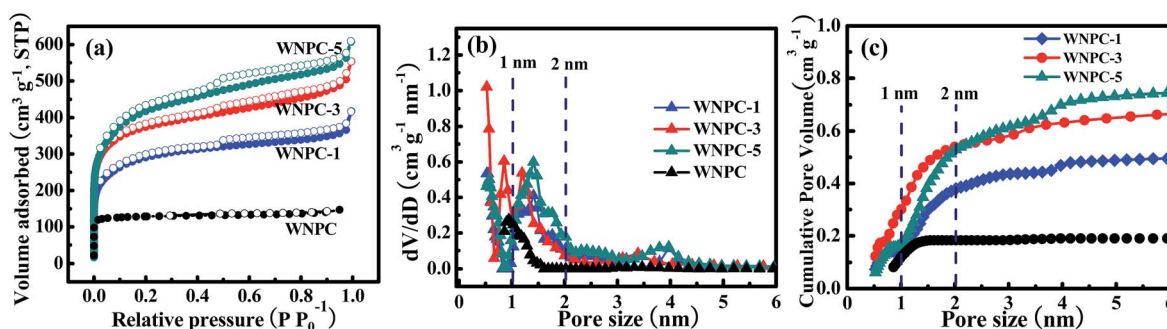 (a)
Volume adsorbed (cm³ g⁻¹, STP)
600
500
400
350
300
250
200
100
50
0
WNPC-5
WNPC-3
WNPC-1
WNPC
0.0 0.2 0.4 0.6 0.8 1.0
Relative pressure (P P₀⁻¹)
(b)
dV/dD (cm³ g⁻¹ nm⁻¹)
1.2
1.0
0.8
0.6
0.4
0.2
0.0
1 nm
2 nm
WNPC-1
WNPC-3
WNPC-5
WNPC
0 1 2 3 4 5 6
Pore size (nm)
(c)
Cumulative Pore Volume (cm³ g⁻¹)
1.0
0.8
0.6
0.4
0.2
0.0
1 nm
2 nm
WNPC-1
WNPC-3
WNPC-5
0 1 2 3 4 5 6
Pore size (nm)